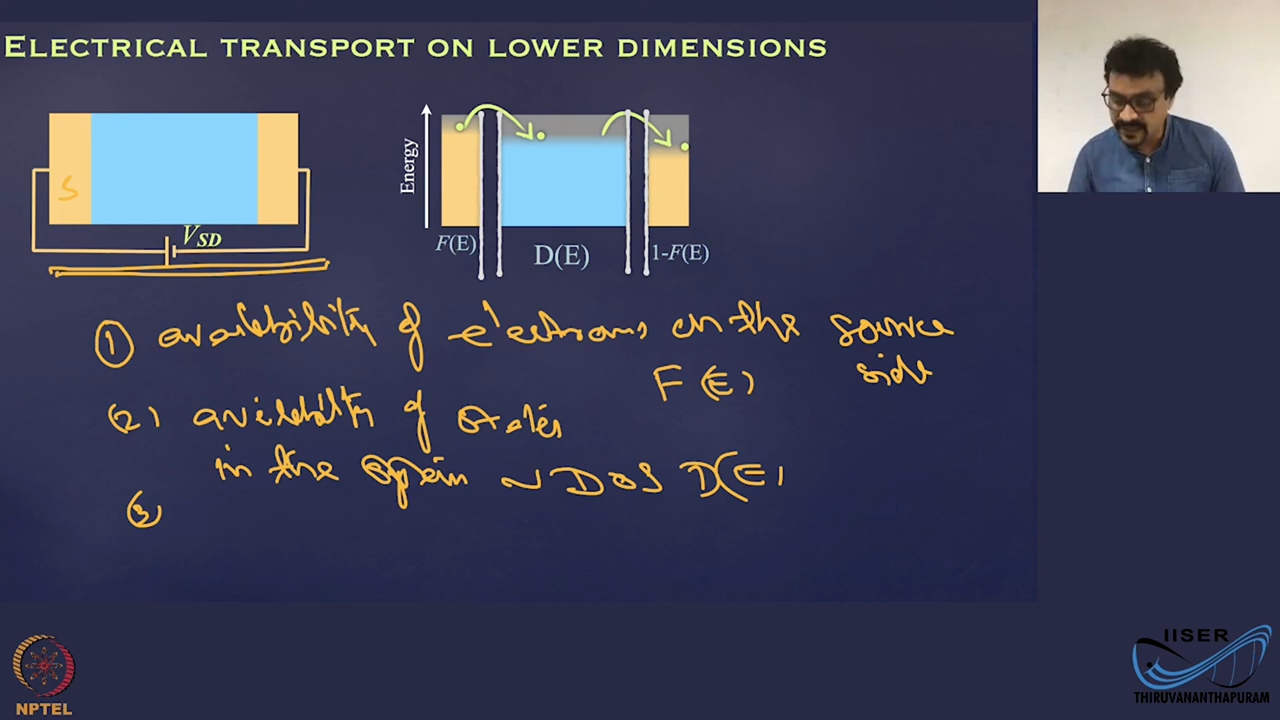 ELECTRICAL TRANSPORT ON LOWER DIMENSIONS
S
VSD
Energy
F(E)
D(E)
1-F(E)
① availability of electrons on the source side
F(E)
(2) availability of states
in the system ~ DOS D(E)
③
NPTEL
IISER
THIRUVANANTHAPURAM